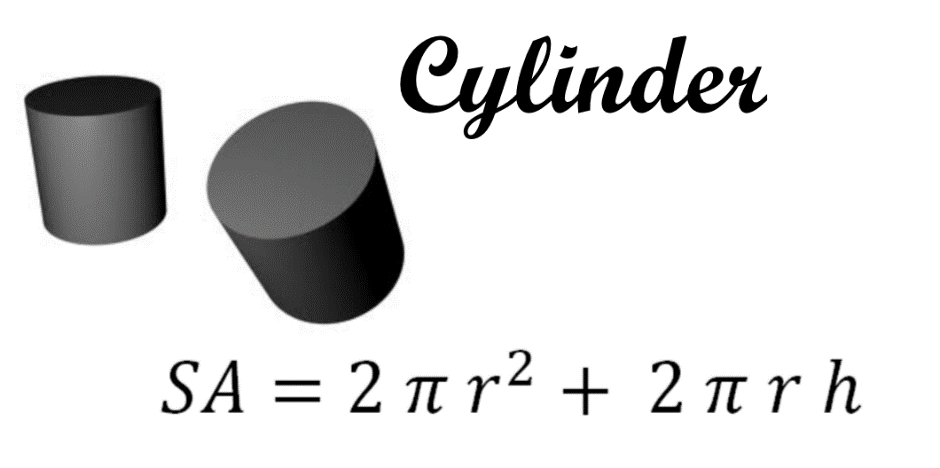 Cylinder
SA = 2 π r² + 2 π r h